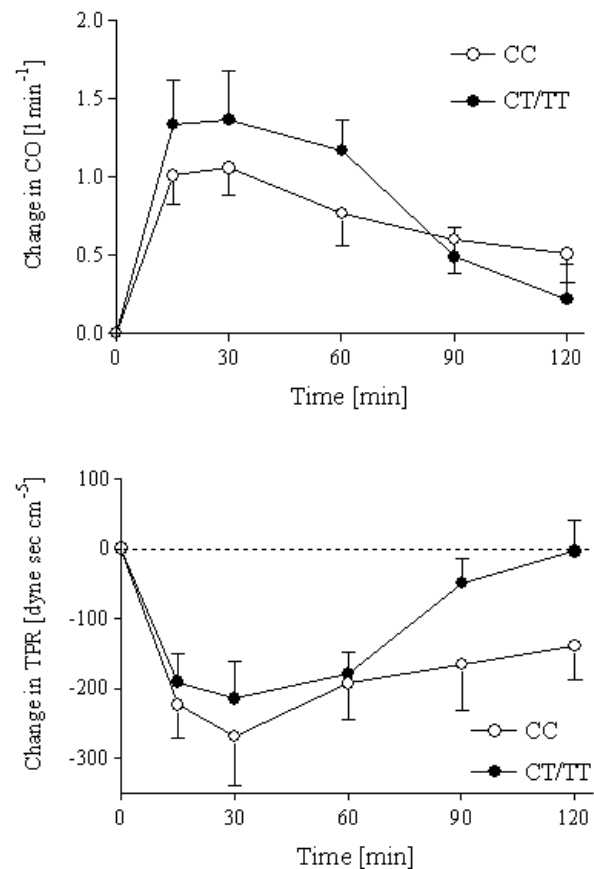 2.0
1.5
1.0
0.5
0.0
Change in CO [l min⁻¹]
CC
CT/TT
0 30 60 90 120
Time [min]
100
0
-100
-200
-300
Change in TPR [dyne sec cm⁻⁵]
CC
CT/TT
0 30 60 90 120
Time [min]